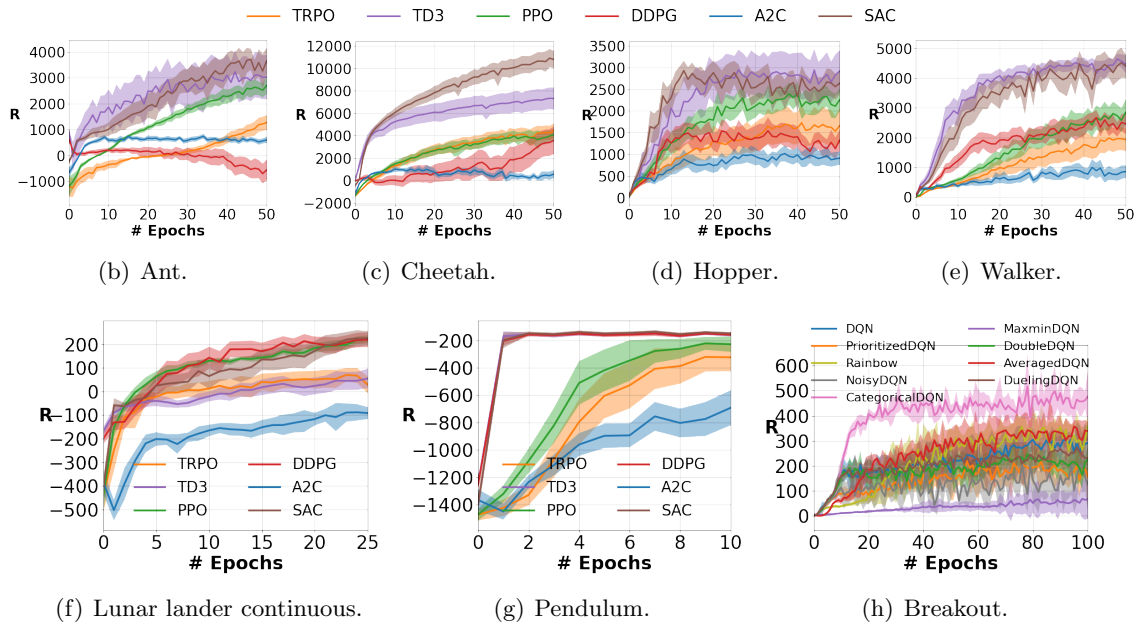 TRPO TD3 PPO DDPG A2C SAC
4000
3000
2000
1000
0
−1000
R
0 10 20 30 40 50
# Epochs
(b) Ant.
12000
10000
8000
6000
4000
2000
0
−2000
R
0 10 20 30 40 50
# Epochs
(c) Cheetah.
3500
3000
2500
2000
1500
1000
500
0
R
0 10 20 30 40 50
# Epochs
(d) Hopper.
5000
4000
3000
2000
1000
0
R
0 10 20 30 40 50
# Epochs
(e) Walker.
200
100
0
−100
−200
−300
−400
−500
R
TRPO DDPG
TD3 A2C
PPO SAC
0 5 10 15 20 25
# Epochs
(f) Lunar lander continuous.
−200
−400
−600
−800
−1000
−1200
−1400
R
TRPO DDPG
TD3 A2C
PPO SAC
0 2 4 6 8 10
# Epochs
(g) Pendulum.
DQN MaxminDQN
PrioritizedDQN DoubleDQN
Rainbow AveragedDQN
NoisyDQN DuelingDQN
CategoricalDQN
600
500
400
300
200
100
0
R
0 20 40 60 80 100
# Epochs
(h) Breakout.